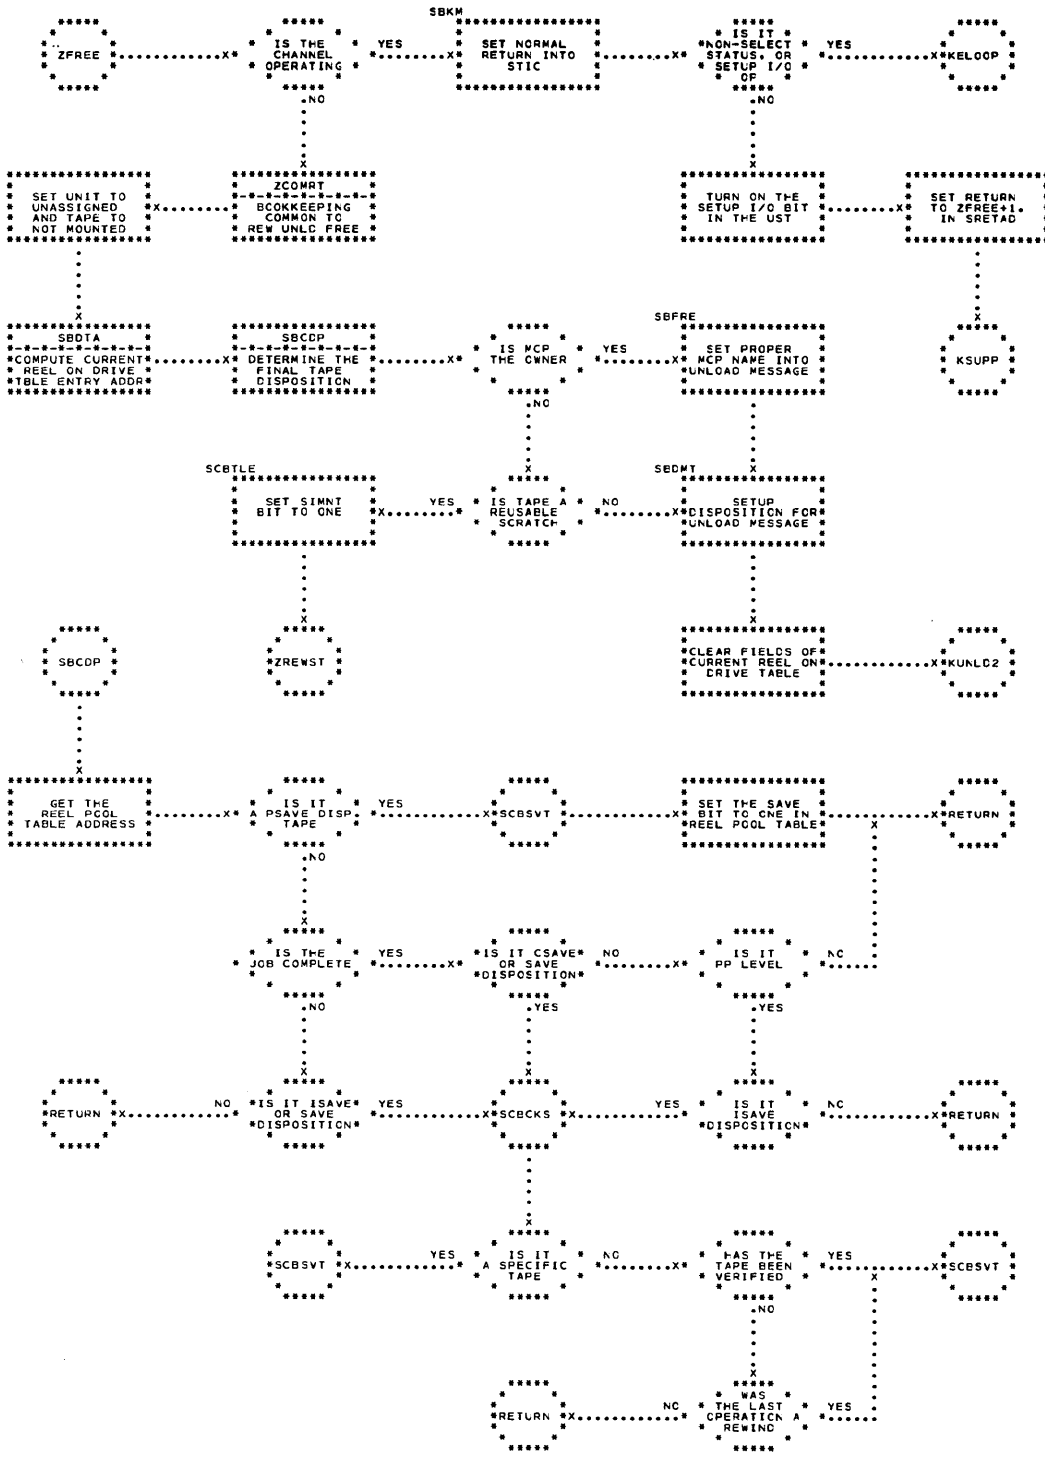 SBKM
ZFREE
IS THE
CHANNEL
OPERATING
YES
SET NORMAL
RETURN INTO
STIC
IS IT
NON-SELECT
STATUS. OR
SETUP I/O
OF
YES
KELOOP
NO
NO
SET UNIT TO
UNASSIGNED
AND TAPE TO
NOT MOUNTED
ZCOMRT
BOOKKEEPING
COMMON TO
REW UNLD FREE
TURN ON THE
SETUP I/O BIT
IN THE UST
SET RETURN
TO ZFREE+1.
IN SRETAD
SBDTA
COMPUTE CURRENT
REEL ON DRIVE
TBLE ENTRY ADDR
SBCDP
DETERMINE THE
FINAL TAPE
DISPOSITION
IS MCP
THE OWNER
YES
SBFRE
SET PROPER
MCP NAME INTO
UNLOAD MESSAGE
KSUPP
NO
SCBTLE
SET SIMNT
BIT TO ONE
YES
IS TAPE A
REUSABLE
SCRATCH
NO
SBDMT
SETUP
DISPOSITION FOR
UNLOAD MESSAGE
SBCDP
ZREWST
CLEAR FIELDS OF
CURRENT REEL ON
DRIVE TABLE
KUNLD2
GET THE
REEL POOL
TABLE ADDRESS
IS IT
A PSAVE DISP.
TAPE
YES
SCBSVT
SET THE SAVE
BIT TO ONE IN
REEL POOL TABLE
RETURN
NO
IS THE
JOB COMPLETE
YES
IS IT CSAVE
OR SAVE
DISPOSITION
NO
IS IT
PP LEVEL
NO
NO
YES
YES
RETURN
NO
IS IT ISAVE
OR SAVE
DISPOSITION
YES
SCBCKS
YES
IS IT
ISAVE
DISPOSITION
NO
RETURN
SCBSVT
YES
IS IT
A SPECIFIC
TAPE
NO
HAS THE
TAPE BEEN
VERIFIED
YES
SCBSVT
NO
RETURN
NO
WAS
THE LAST
OPERATION A
REWIND
YES